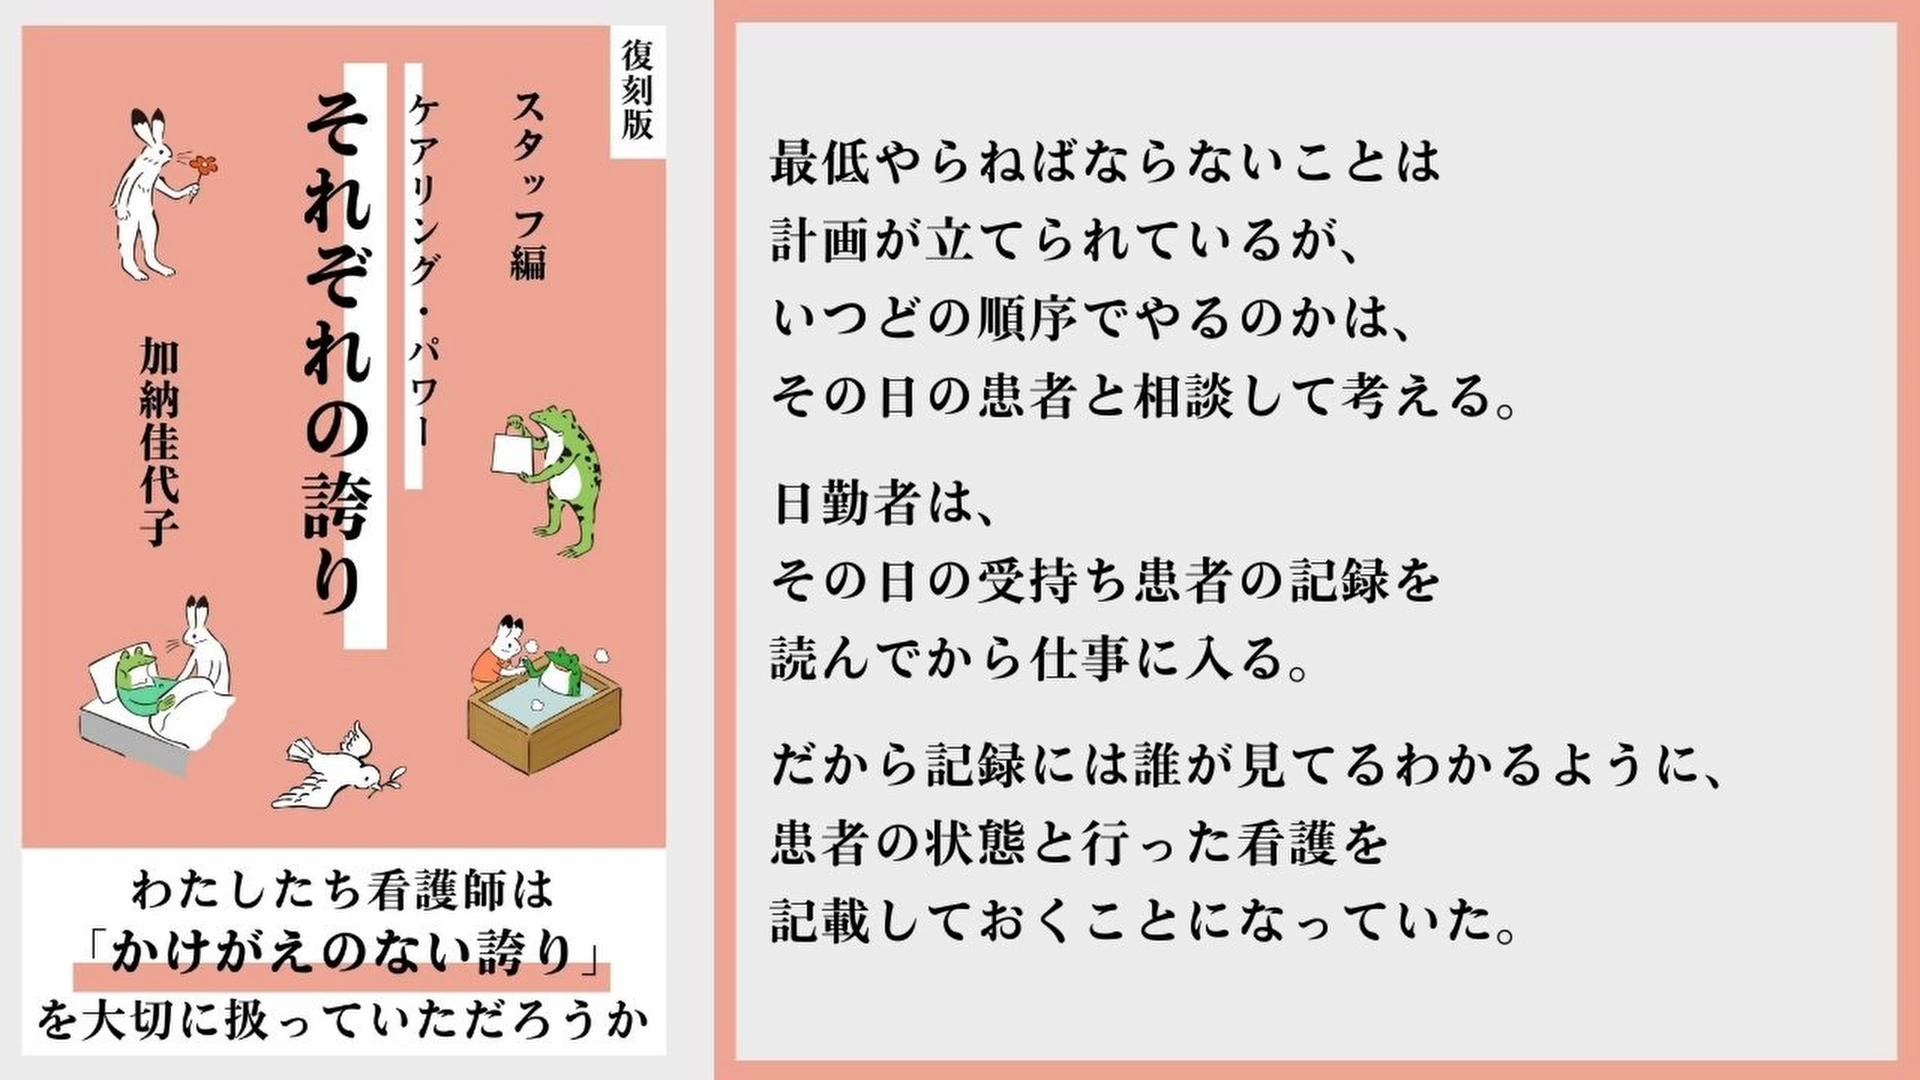 復刻版
スタッフ編
ケアリング・パワー
それぞれの誇り
加納佳代子
わたしたち看護師は
「かけがえのない誇り」
を大切に扱っていただだろうか
最低やらねばならないことは
計画が立てられているが、
いつどの順序でやるのかは、
その日の患者と相談して考える。
日勤者は、
その日の受持ち患者の記録を
読んでから仕事に入る。
だから記録には誰が見てるわかるように、
患者の状態と行った看護を
記載しておくことになっていた。